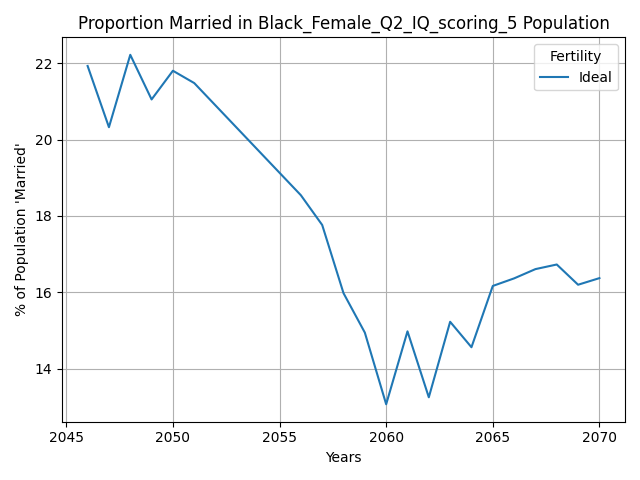 Proportion Married in Black_Female_Q2_IQ_scoring_5 Population
Fertility
Ideal
% of Population 'Married'
22
20
18
16
14
2045 2050 2055 2060 2065 2070
Years